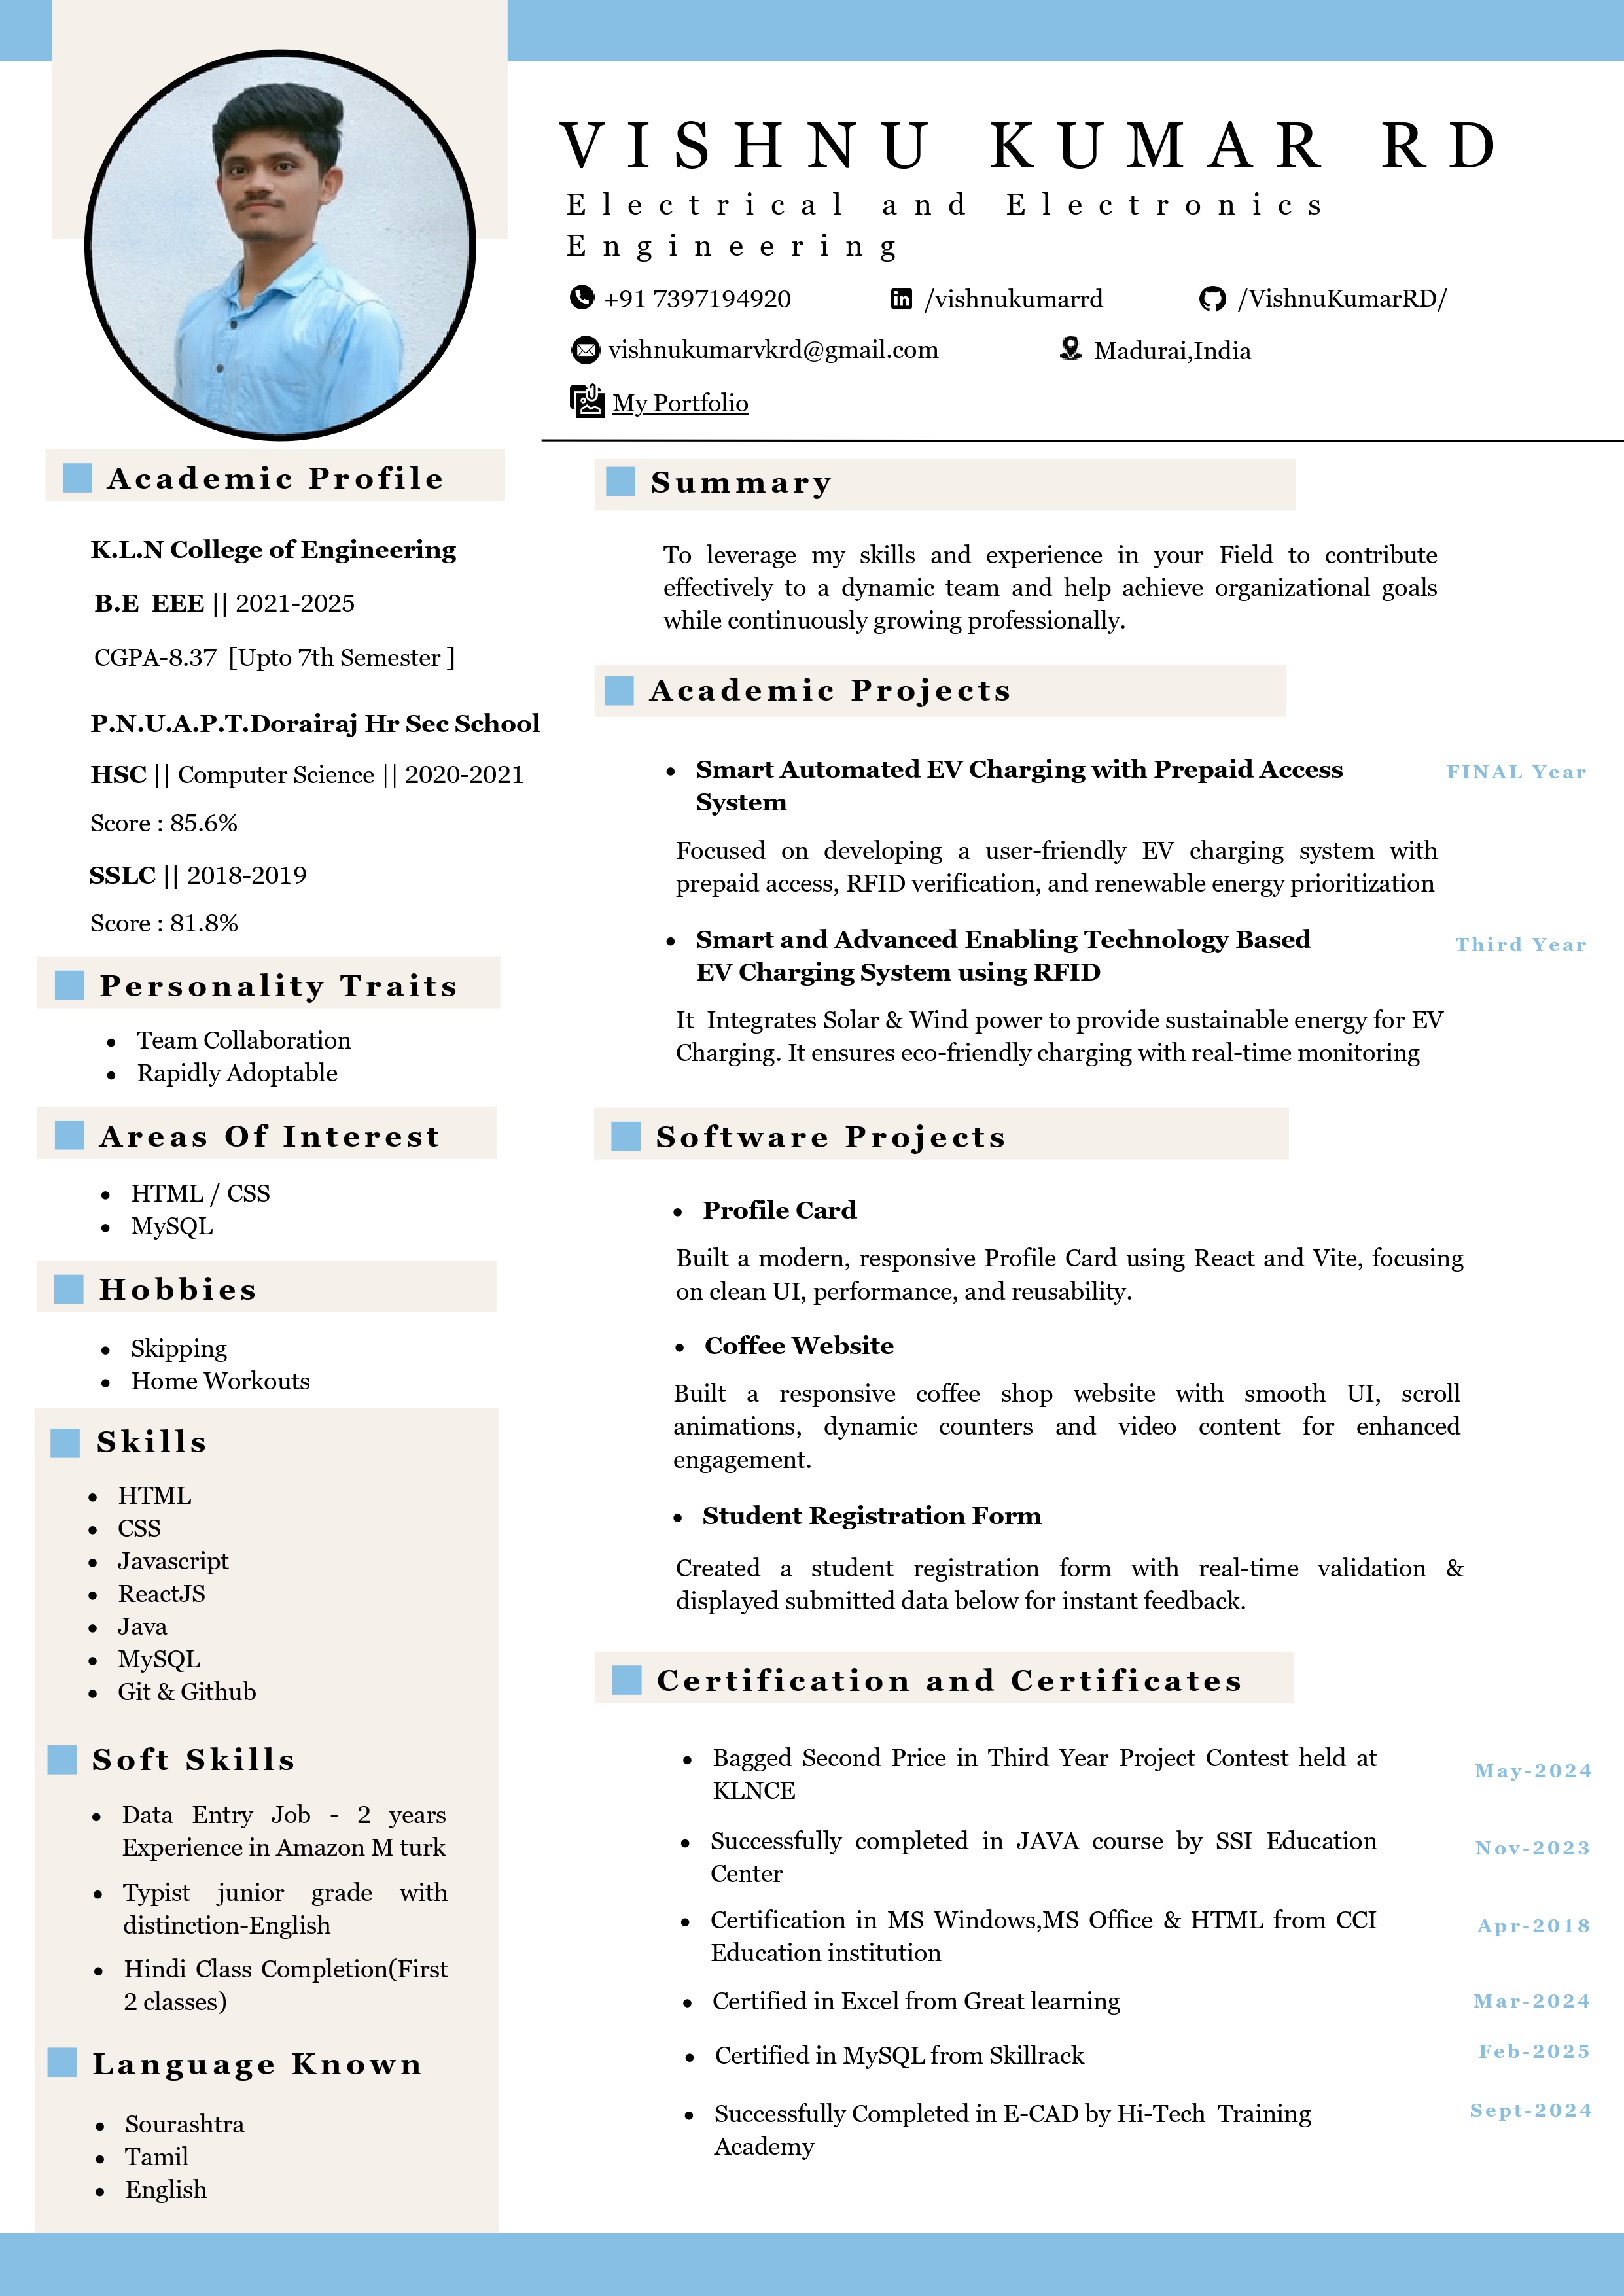 VISHNU KUMAR RD
Electrical and Electronics
Engineering
+91 7397194920
/vishnukumarrd
/VishnuKumarRD/
vishnukumarvkrd@gmail.com
Madurai,India
My Portfolio
Academic Profile
K.L.N College of Engineering
B.E  EEE || 2021-2025
CGPA-8.37  [Upto 7th Semester ]
P.N.U.A.P.T.Dorairaj Hr Sec School
HSC || Computer Science || 2020-2021
Score : 85.6%
SSLC || 2018-2019
Score : 81.8%
Personality Traits
• Team Collaboration
• Rapidly Adoptable
Areas Of Interest
• HTML / CSS
• MySQL
Hobbies
• Skipping
• Home Workouts
Skills
• HTML
• CSS
• Javascript
• ReactJS
• Java
• MySQL
• Git & Github
Soft Skills
• Data Entry Job - 2 years
Experience in Amazon M turk
• Typist junior grade with
distinction-English
• Hindi Class Completion(First
2 classes)
Language Known
• Sourashtra
• Tamil
• English
Summary
To leverage my skills and experience in your Field to contribute
effectively to a dynamic team and help achieve organizational goals
while continuously growing professionally.
Academic Projects
• Smart Automated EV Charging with Prepaid Access
System
FINAL Year
Focused on developing a user-friendly EV charging system with
prepaid access, RFID verification, and renewable energy prioritization
• Smart and Advanced Enabling Technology Based
EV Charging System using RFID
Third Year
It  Integrates Solar & Wind power to provide sustainable energy for EV
Charging. It ensures eco-friendly charging with real-time monitoring
Software Projects
• Profile Card
Built a modern, responsive Profile Card using React and Vite, focusing
on clean UI, performance, and reusability.
• Coffee Website
Built a responsive coffee shop website with smooth UI, scroll
animations, dynamic counters and video content for enhanced
engagement.
• Student Registration Form
Created a student registration form with real-time validation &
displayed submitted data below for instant feedback.
Certification and Certificates
• Bagged Second Price in Third Year Project Contest held at
KLNCE
May-2024
• Successfully completed in JAVA course by SSI Education
Center
Nov-2023
• Certification in MS Windows,MS Office & HTML from CCI
Education institution
Apr-2018
• Certified in Excel from Great learning
Mar-2024
• Certified in MySQL from Skillrack
Feb-2025
• Successfully Completed in E-CAD by Hi-Tech  Training
Academy
Sept-2024